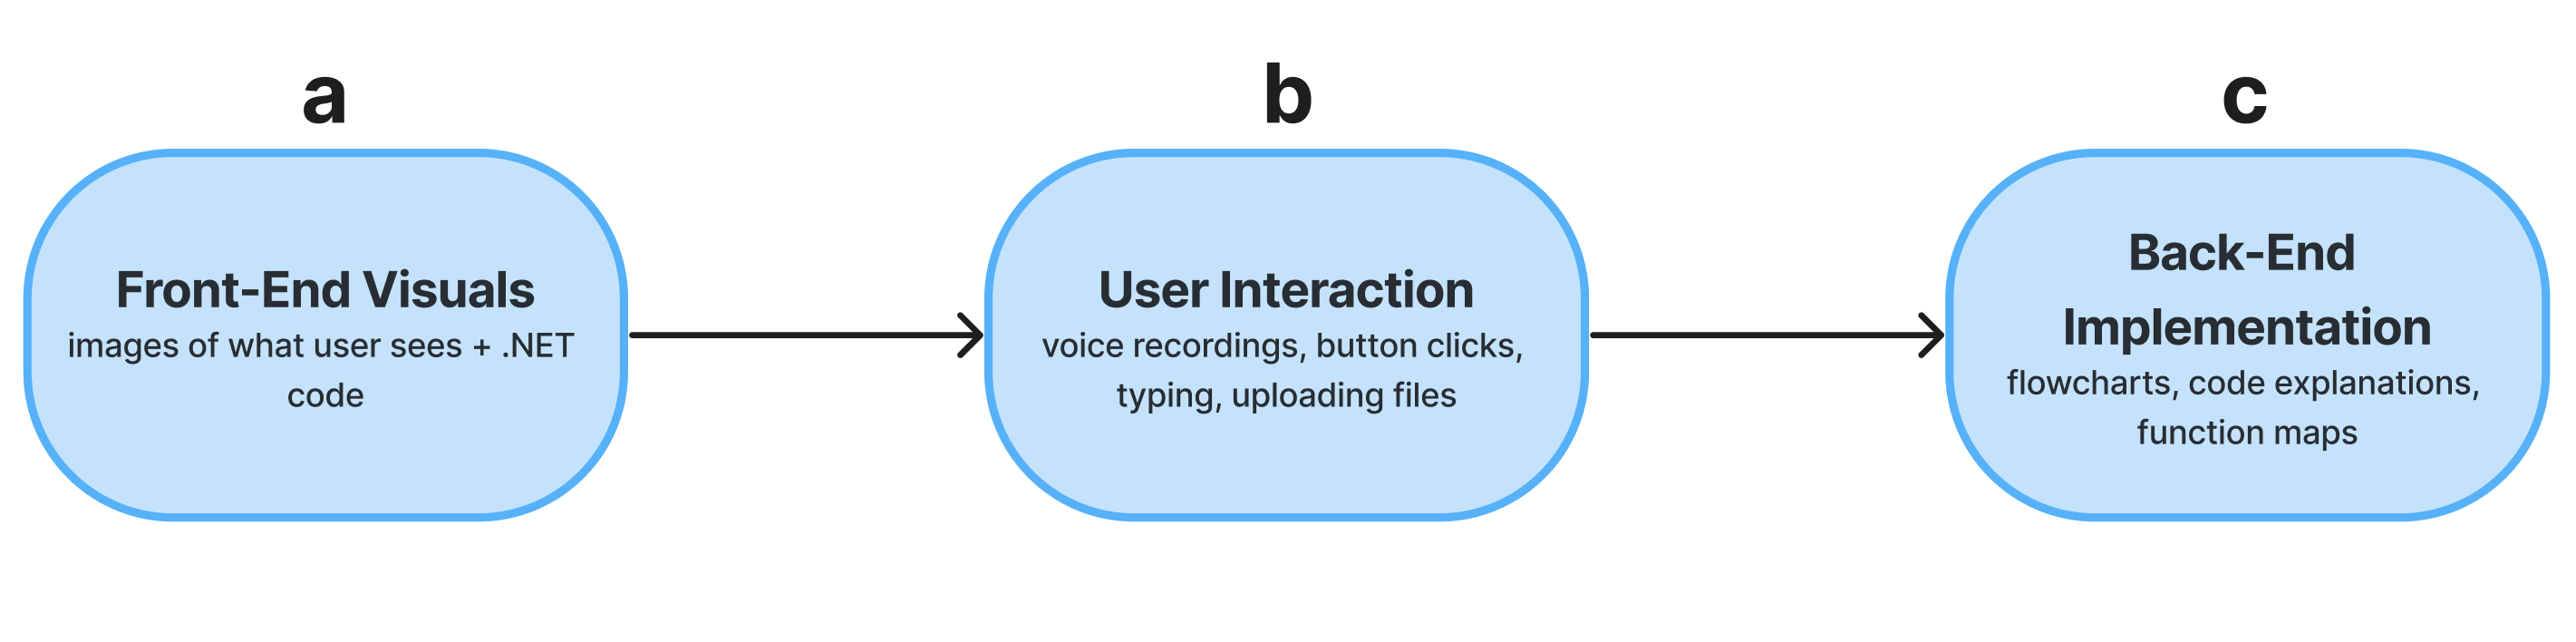 a
Front-End Visuals
images of what user sees + .NET
code
b
User Interaction
voice recordings, button clicks,
typing, uploading files
c
Back-End
Implementation
flowcharts, code explanations,
function maps